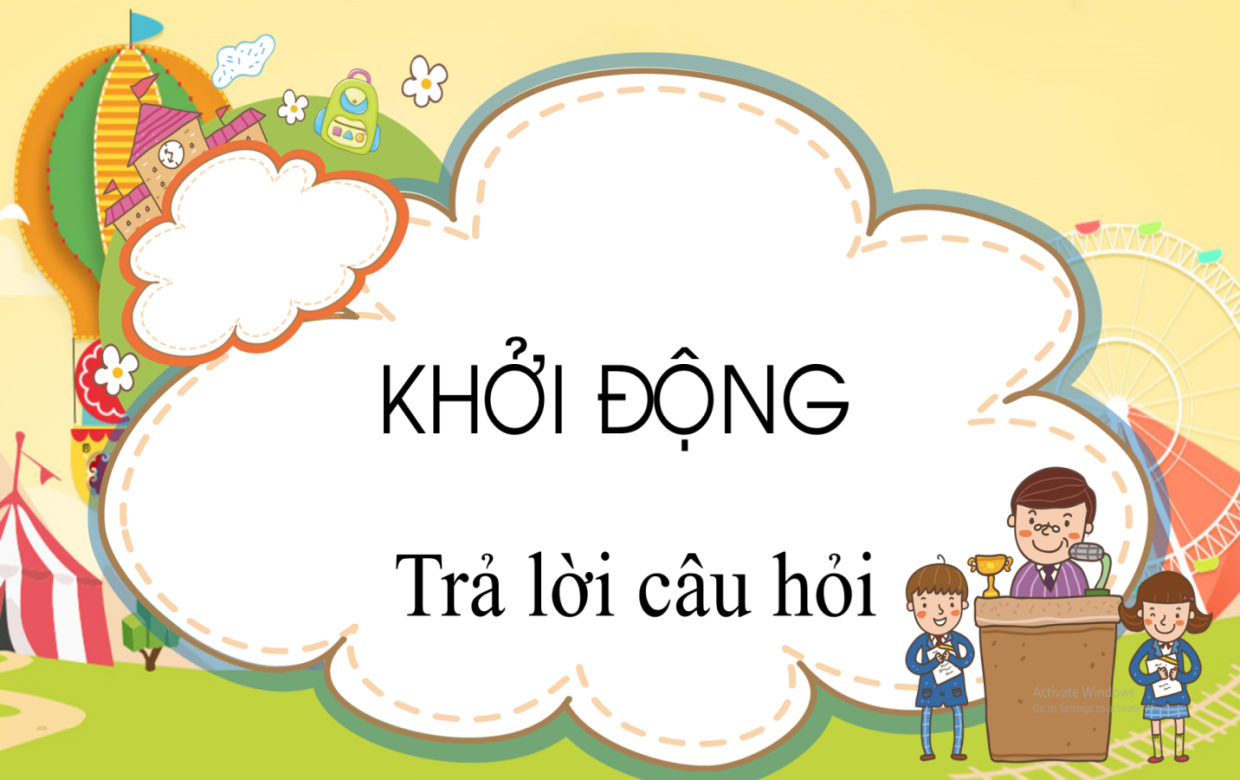 KHỞI ĐỘNG
Trả lời câu hỏi
Activate Windows